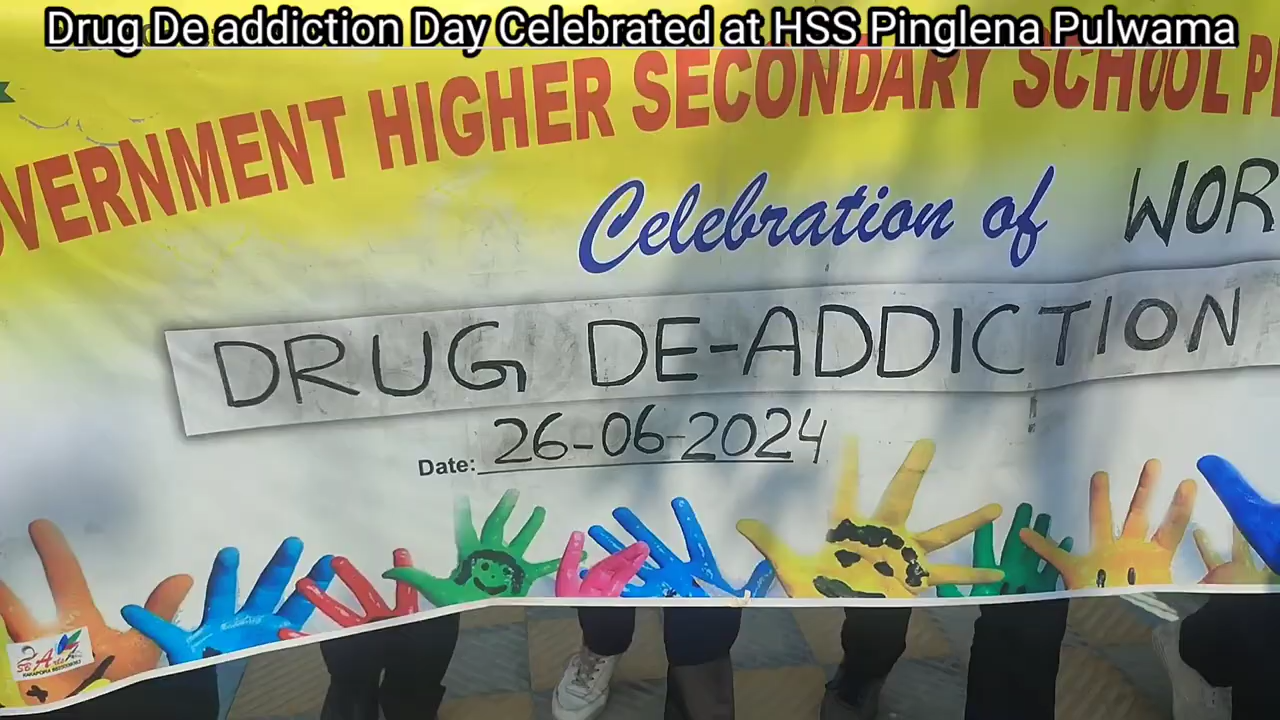 Drug De addiction Day Celebrated at HSS Pinglena Pulwama
VERNMENT HIGHER SECONDARY SCHOOL P
Celebration of WOR
DRUG DE-ADDICTION
Date: 26-06-2024